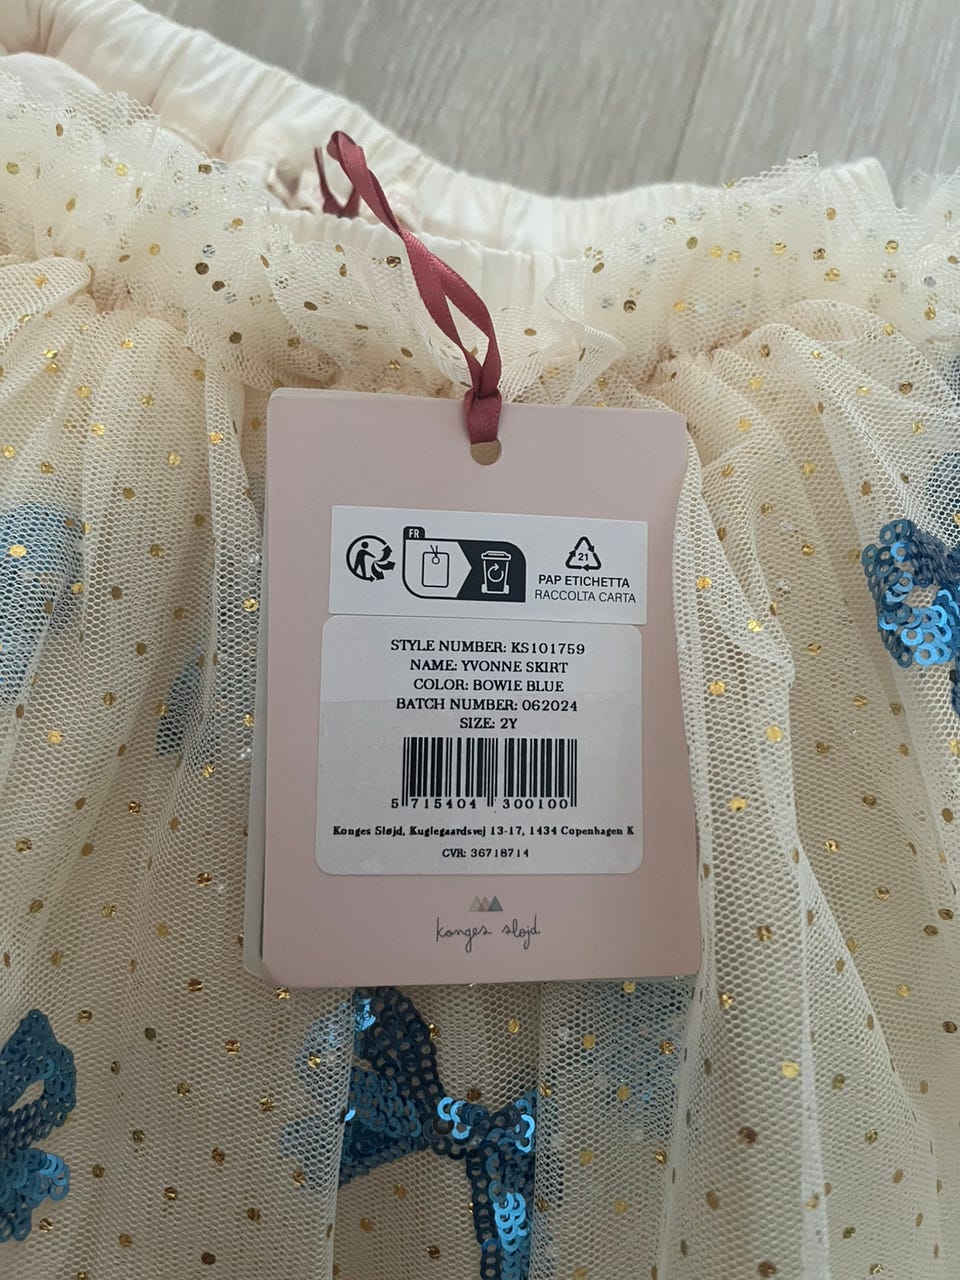 FR
21
PAP ETICHETTA
RACCOLTA CARTA
STYLE NUMBER: KS101759
NAME: YVONNE SKIRT
COLOR: BOWIE BLUE
BATCH NUMBER: 062024
SIZE: 2Y
5 715404 300100
Konges Sløjd, Kuglegaardsvej 13-17, 1434 Copenhagen K
CVR: 36718714
konges sløjd